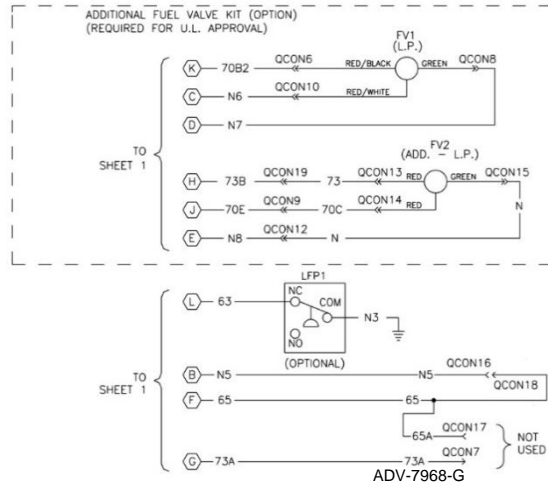 ADDITIONAL FUEL VALVE KIT (OPTION)
(REQUIRED FOR U.L. APPROVAL)
FV1
(L.P.)
K 70B2 QCON6 RED/BLACK GREEN QCON8
C N6 QCON10 RED/WHITE
D N7
TO
SHEET 1
FV2
(ADD. - L.P.)
H 73B QCON19 73 QCON13 RED GREEN QCON15
J 70E QCON9 70C QCON14 RED N
E N8 QCON12 N
LFP1
L 63 NC COM N3
NO
(OPTIONAL)
TO
SHEET 1
B N5 N5 QCON16
QCON18
F 65 65
65A QCON17
NOT
USED
G 73A 73A QCON7
ADV-7968-G